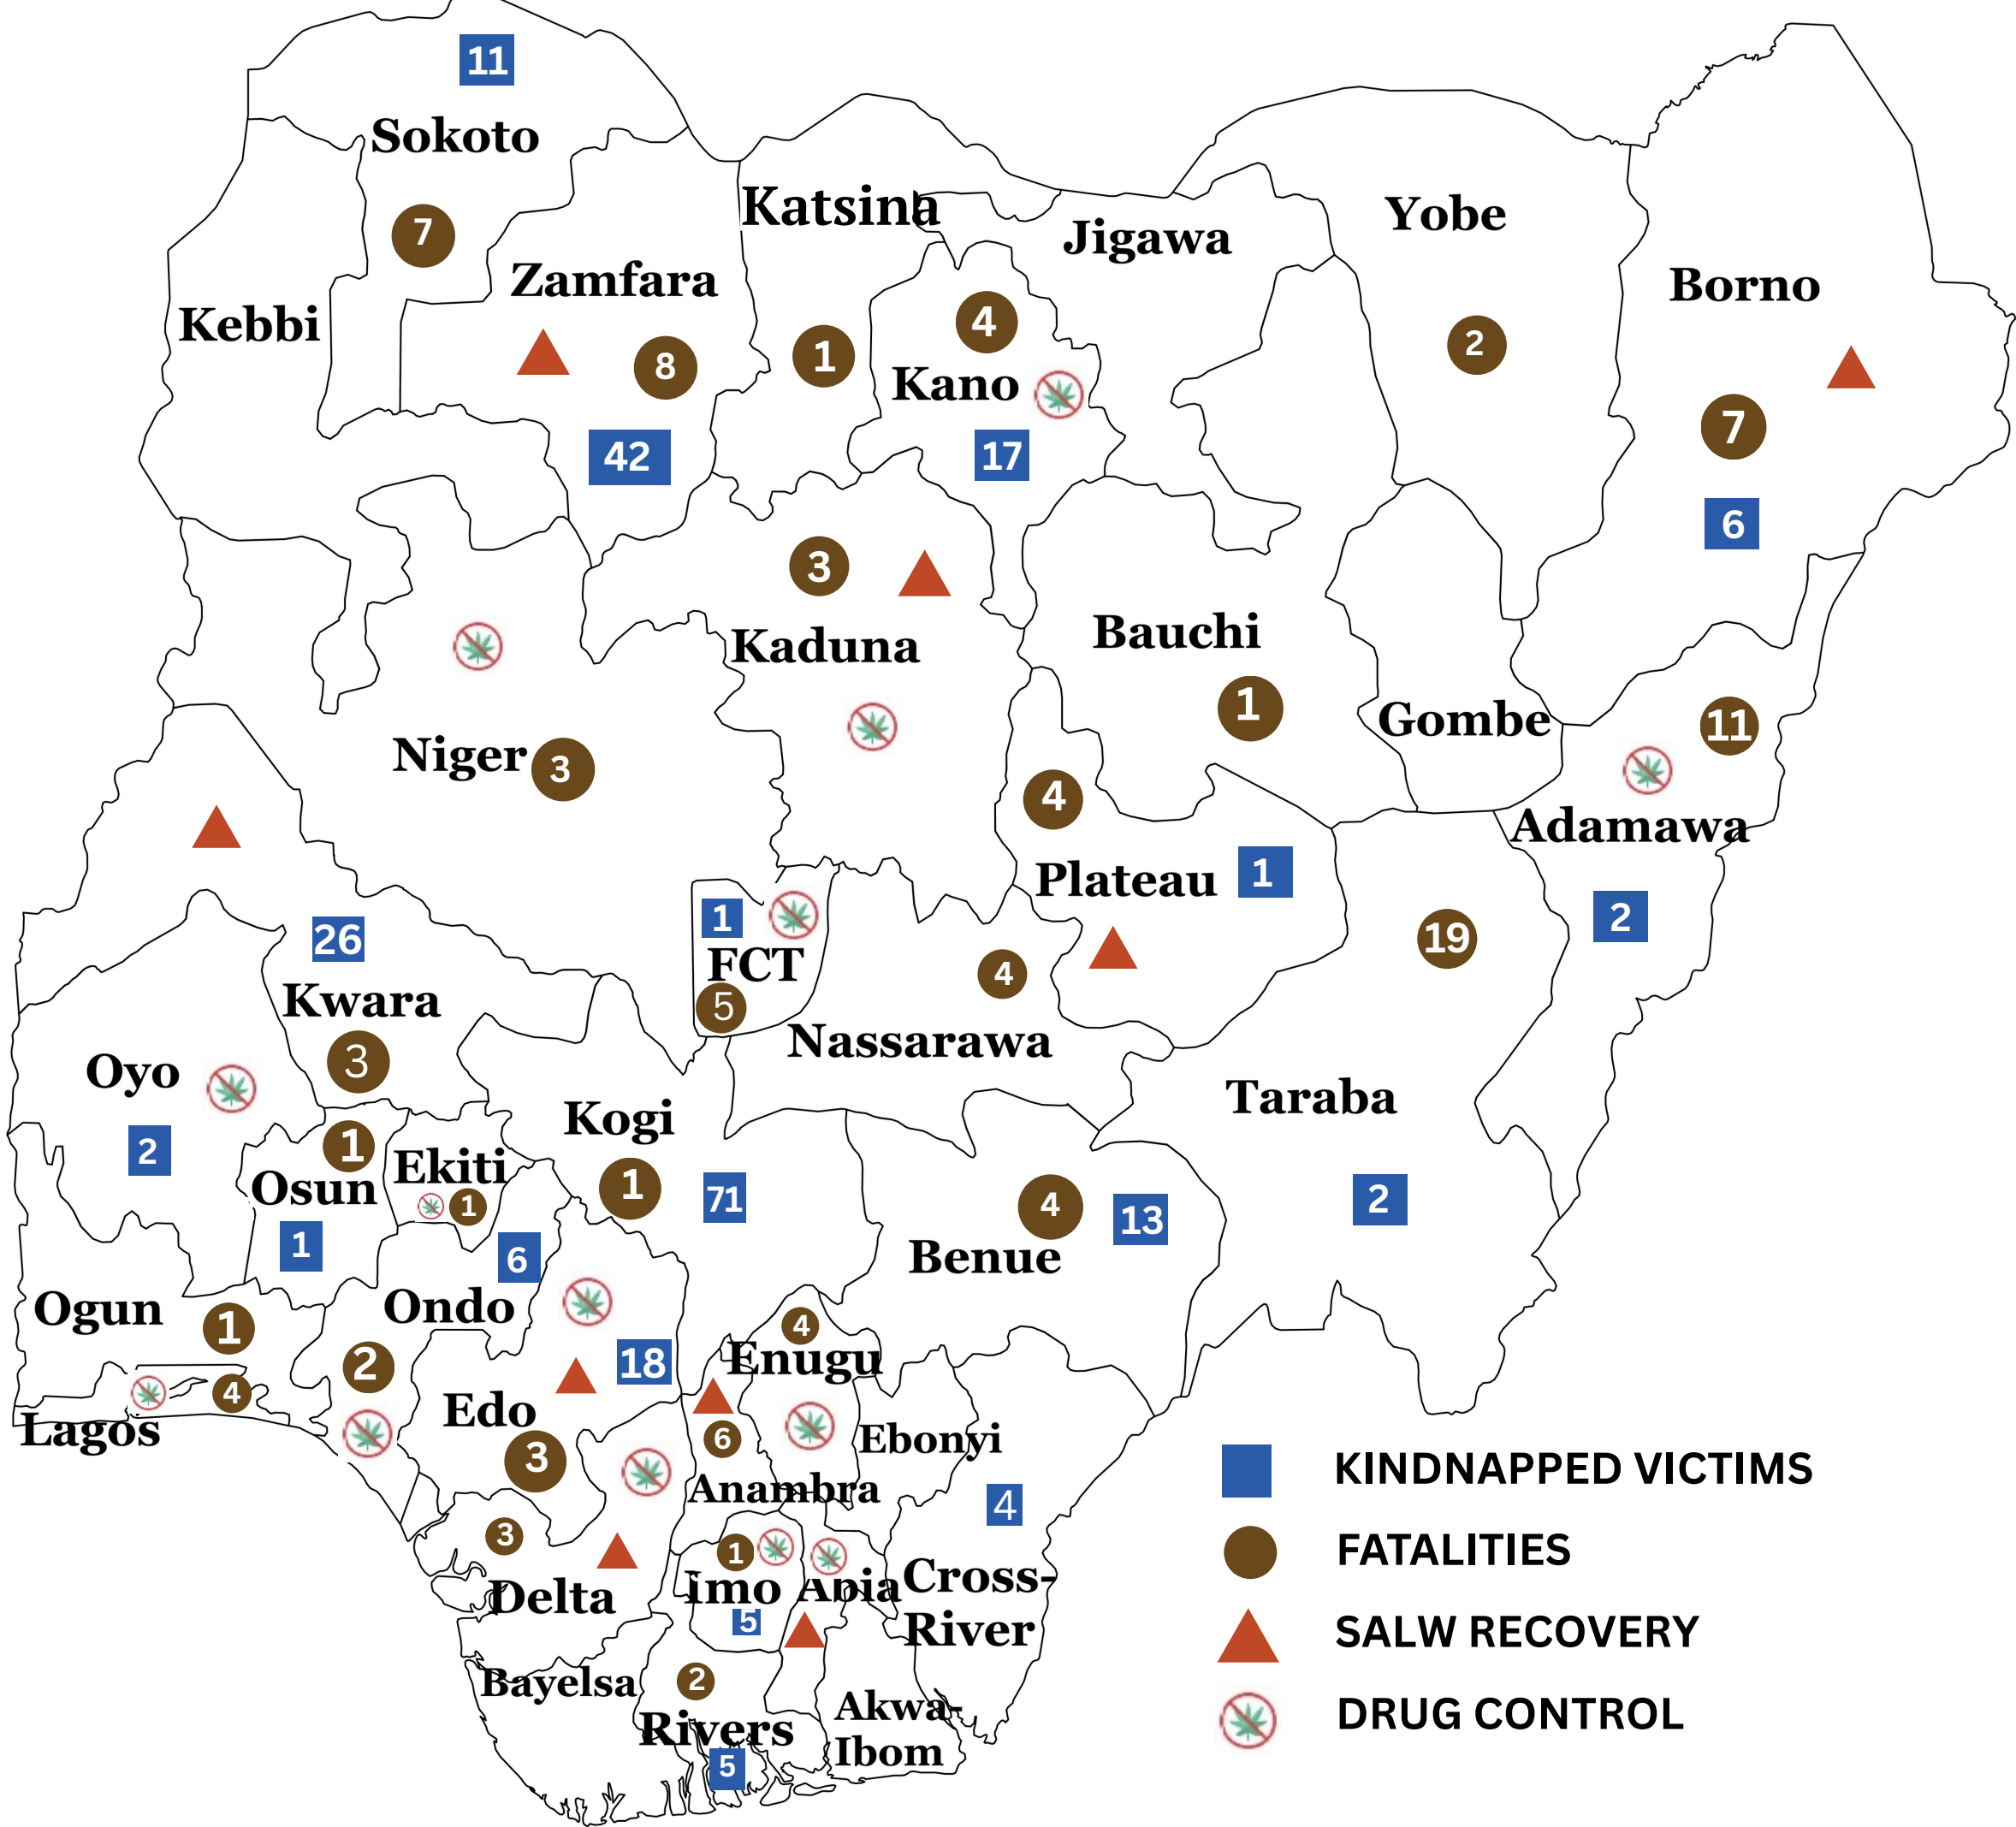 11
Sokoto
7
Katsina
Yobe
Jigawa
Zamfara
Borno
Kebbi
4
2
1
8
Kano
7
42
17
6
3
Bauchi
Kaduna
1
Gombe
11
Niger
3
4
Adamawa
Plateau
1
1
2
26
19
FCT
4
Kwara
5
Nassarawa
3
Oyo
Taraba
Kogi
2
1
Ekiti
Osun
1
1
71
4
13
2
1
6
Benue
Ogun
Ondo
1
4
Enugu
18
2
4
Edo
Lagos
6
Ebonyi
3
Anambra
4
3
1
Imo
Abia
Cross-
River
Delta
5
2
Bayelsa
Rivers
Akwa-
Ibom
5
KINDNAPPED VICTIMS
FATALITIES
SALW RECOVERY
DRUG CONTROL